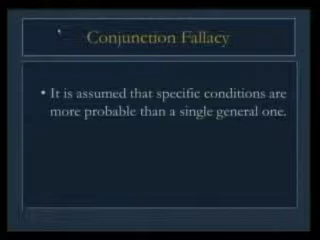 Conjunction Fallacy
• It is assumed that specific conditions are
more probable than a single general one.